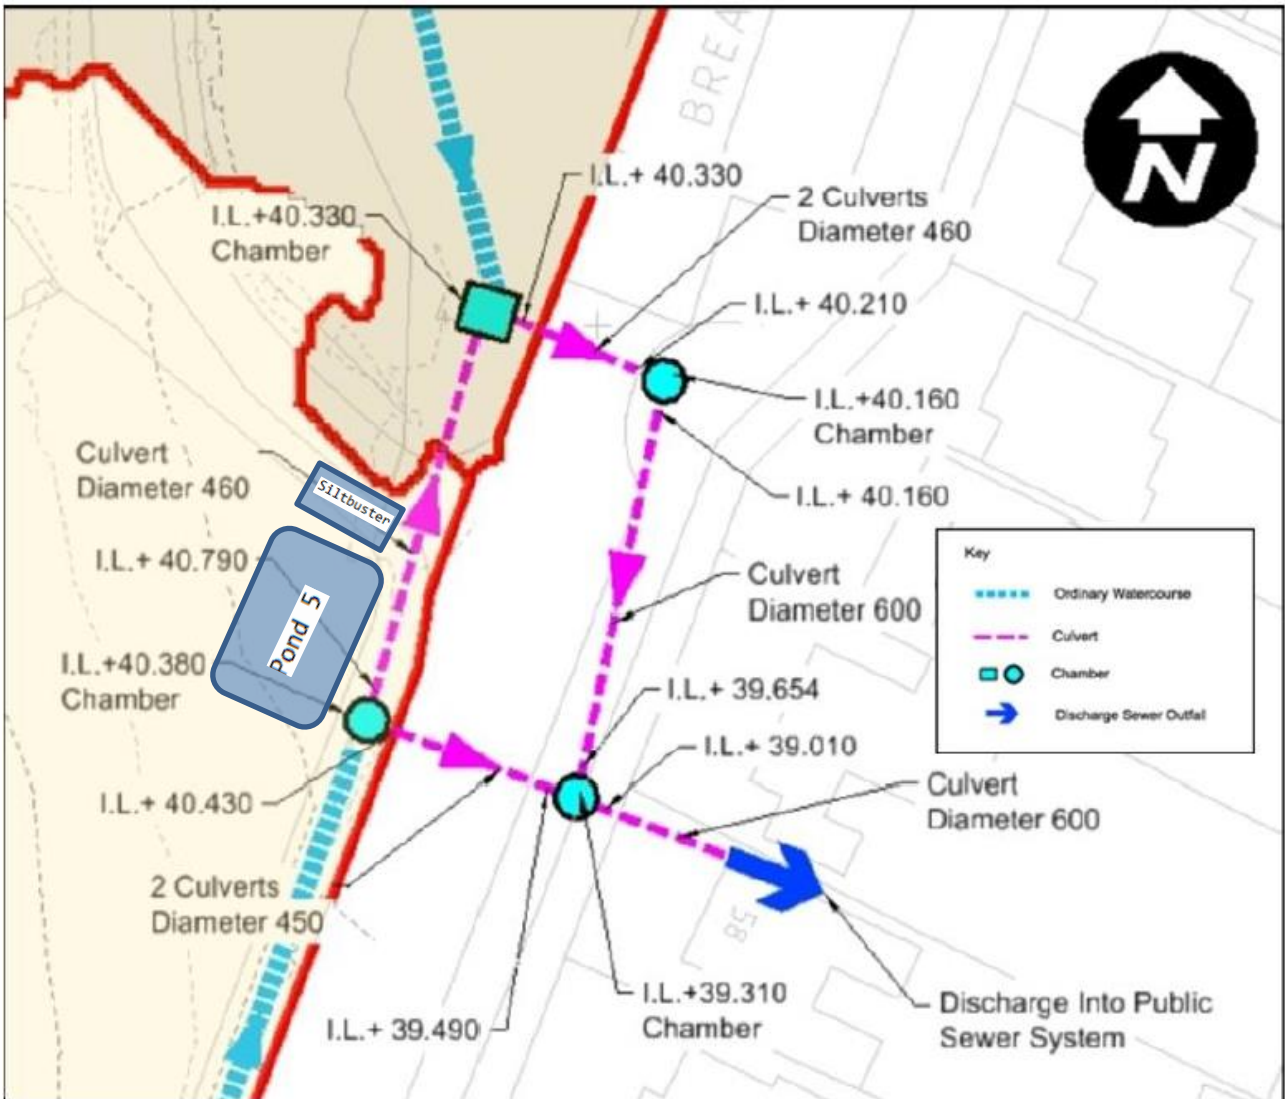 BREA
N
I.L.+ 40.330
I.L.+40.330
Chamber
2 Culverts
Diameter 460
I.L.+ 40.210
I.L.+40.160
Chamber
I.L.+ 40.160
Culvert
Diameter 460
Siltbuster
I.L.+ 40.790
Pond 5
I.L.+40.380
Chamber
I.L.+ 40.430
2 Culverts
Diameter 450
I.L.+ 39.490
Culvert
Diameter 600
I.L.+ 39.654
I.L.+ 39.010
Culvert
Diameter 600
85
I.L.+39.310
Chamber
Discharge Into Public
Sewer System
Key
Ordinary Watercourse
Culvert
Chamber
Discharge Sewer Outfall